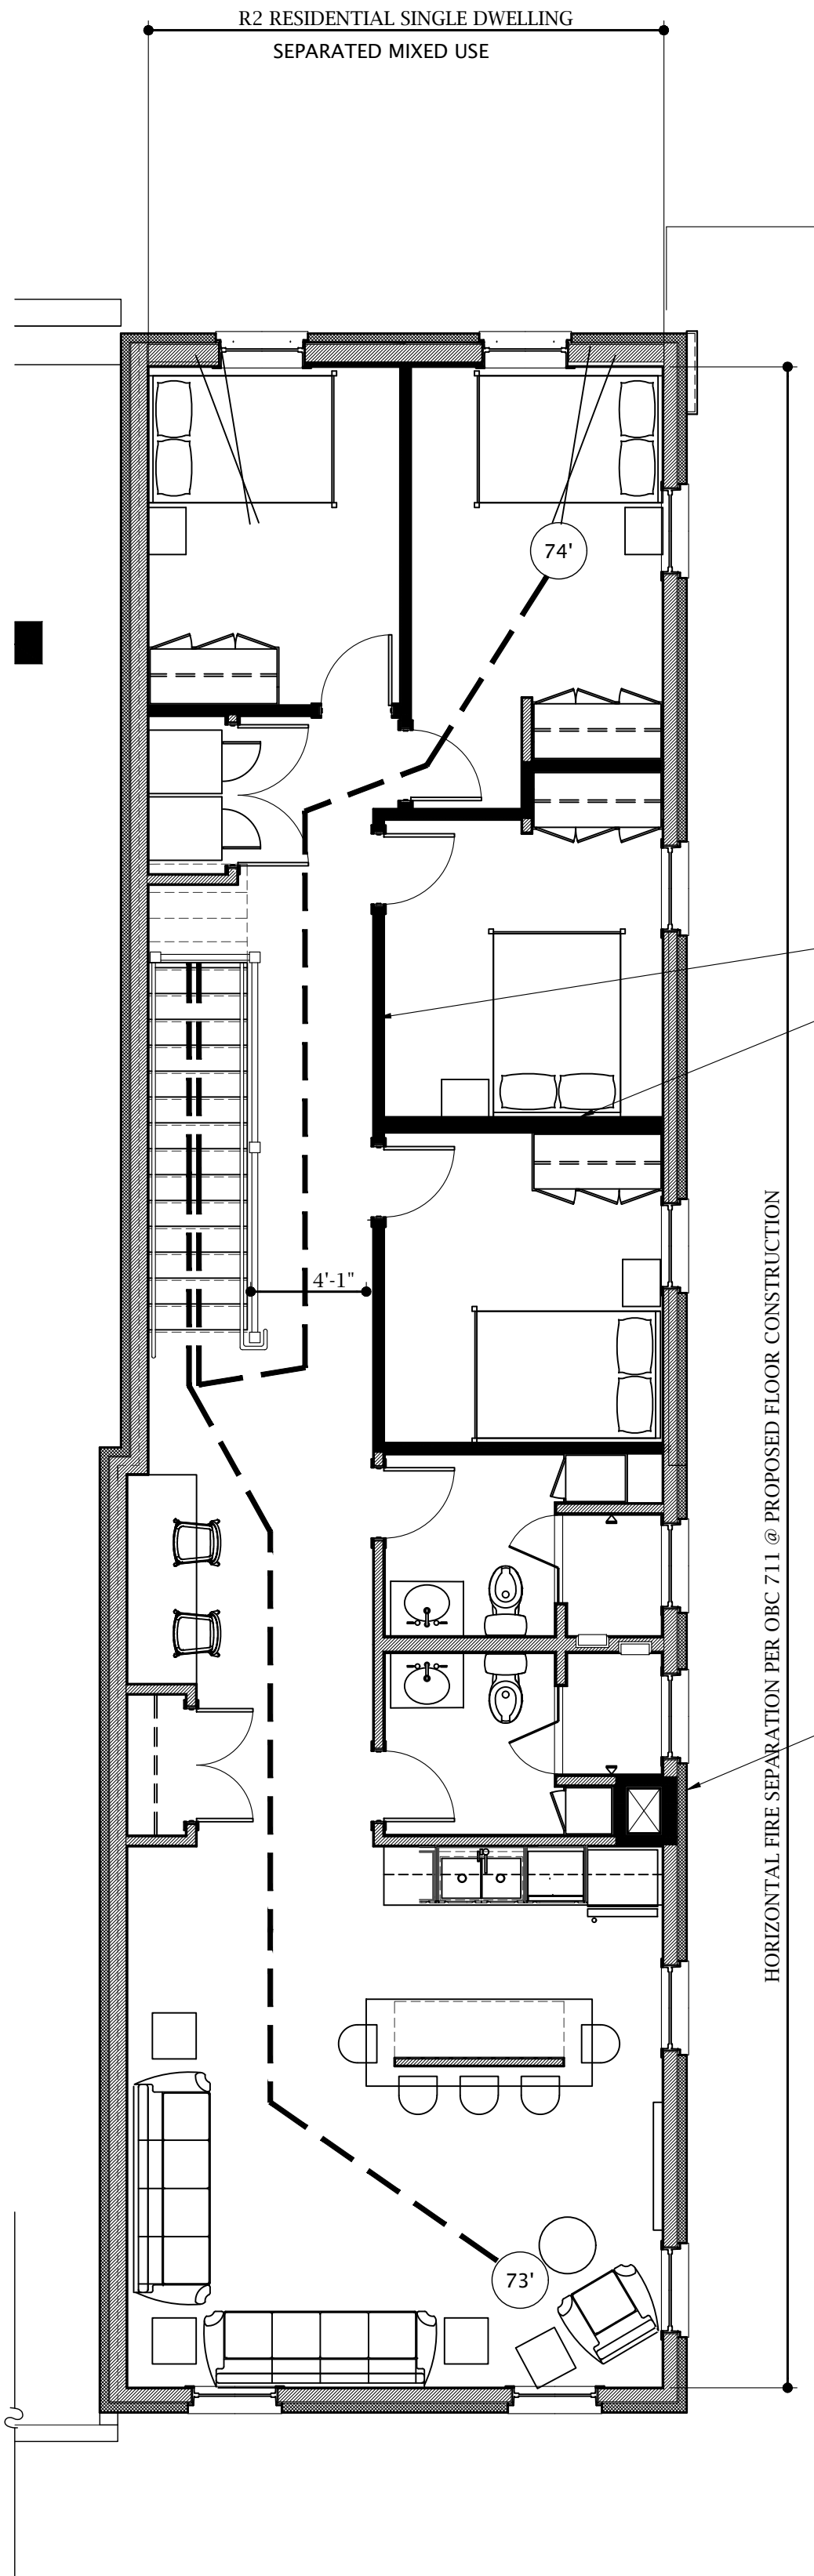 R2 RESIDENTIAL SINGLE DWELLING
SEPARATED MIXED USE
74'
4'-1"
HORIZONTAL FIRE SEPARATION PER OBC 711 @ PROPOSED FLOOR CONSTRUCTION
73'